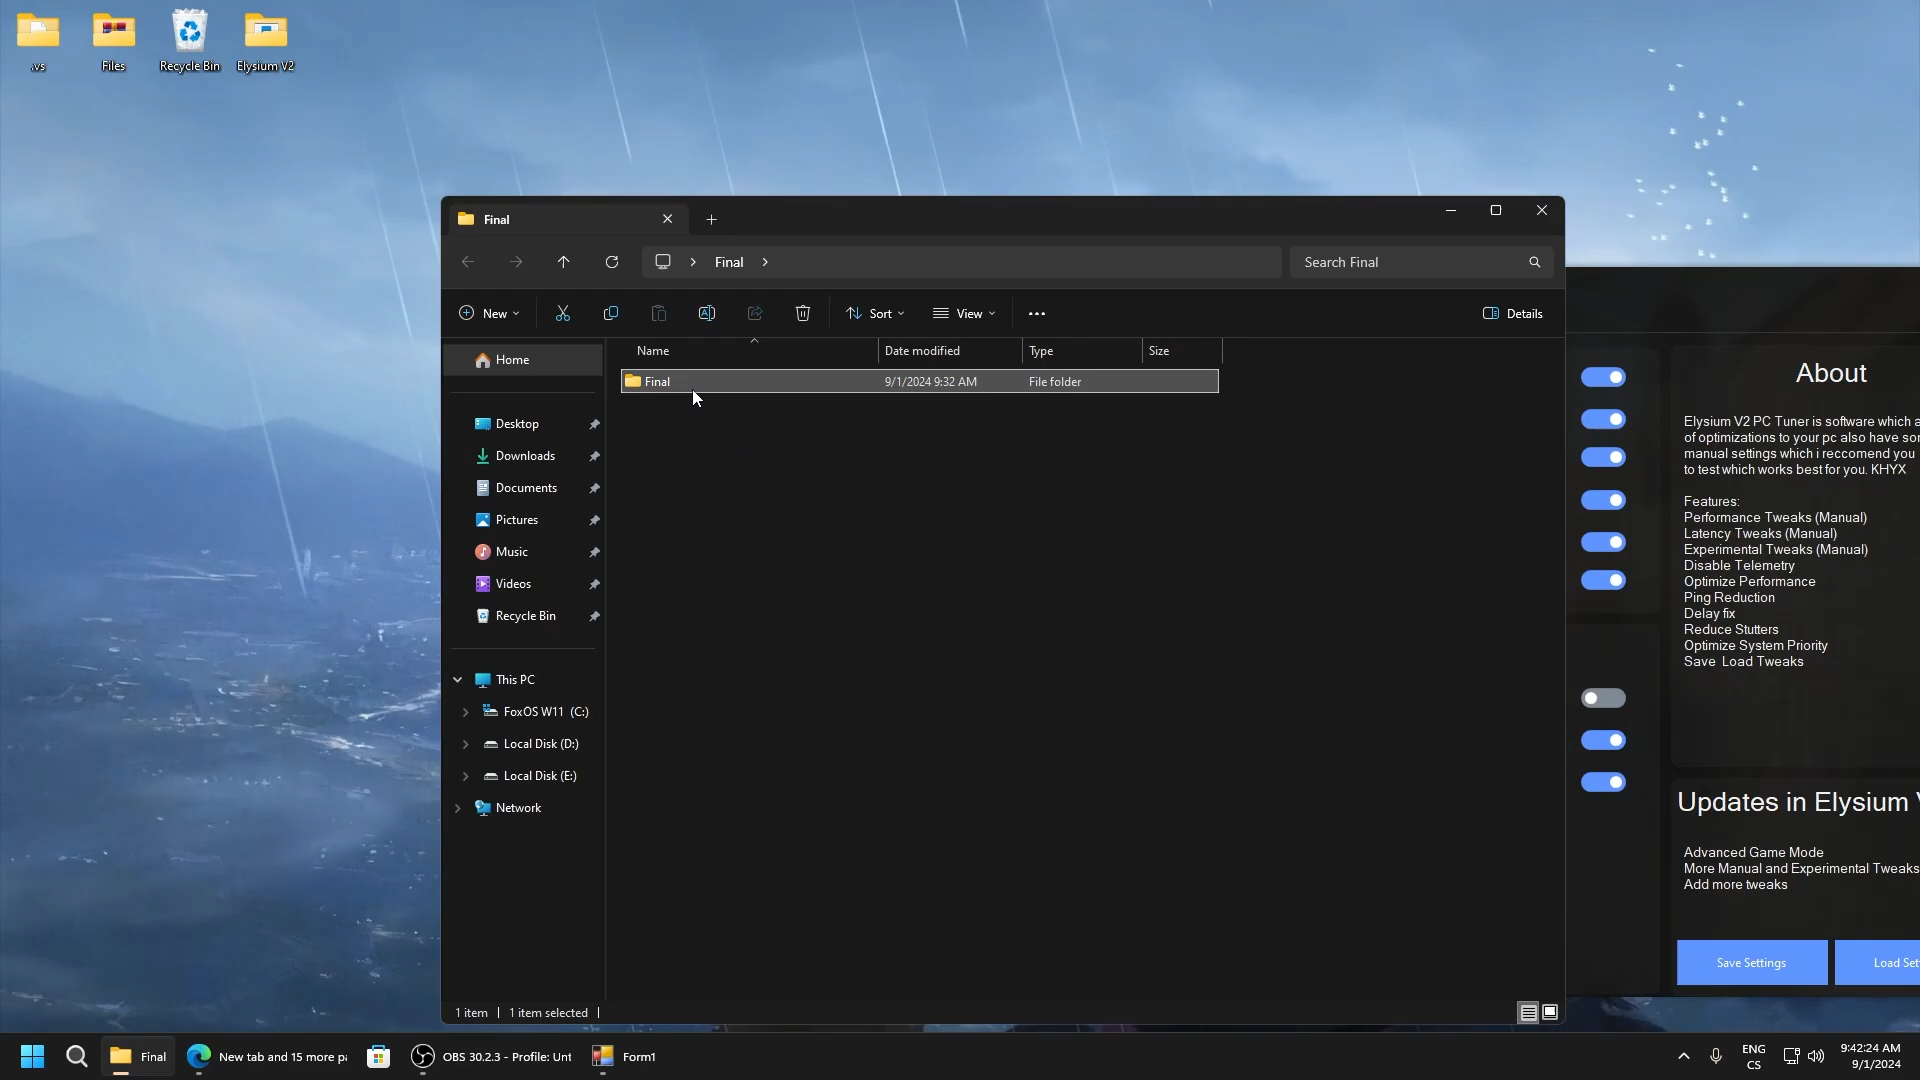 .vs
Files
Recycle Bin
Elysium V2
Final
Final
Search Final
New
Sort
View
Details
Home
Name
Date modified
Type
Size
Final
9/1/2024 9:32 AM
File folder
Desktop
Downloads
Documents
Pictures
Music
Videos
Recycle Bin
This PC
FoxOS W11 (C:)
Local Disk (D:)
Local Disk (E:)
Network
1 item
1 item selected
About
Elysium V2 PC Tuner is software which a
of optimizations to your pc also have so
manual settings which i reccomend you
to test which works best for you. KHYX
Features:
Performance Tweaks (Manual)
Latency Tweaks (Manual)
Experimental Tweaks (Manual)
Disable Telemetry
Optimize Performance
Ping Reduction
Delay fix
Reduce Stutters
Optimize System Priority
Save Load Tweaks
Updates in Elysium
Advanced Game Mode
More Manual and Experimental Tweaks
Add more tweaks
Save Settings
Load Set
Final
New tab and 15 more pa
OBS 30.2.3 - Profile: Unt
Form1
ENG
CS
9:42:24 AM
9/1/2024